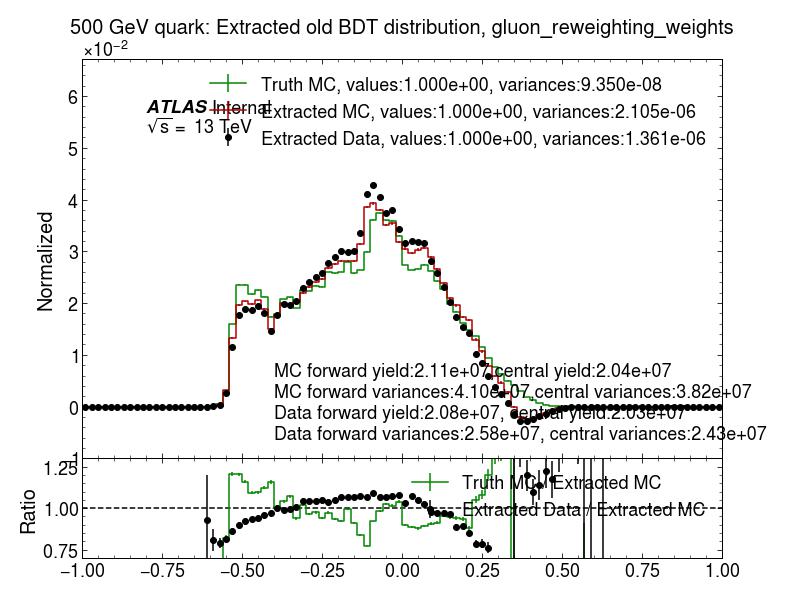 500 GeV quark: Extracted old BDT distribution, gluon_reweighting_weights
×10⁻²
Truth MC, values:1.000e+00, variances:9.350e-08
ATLAS Internal
Extracted MC, values:1.000e+00, variances:2.105e-06
√s = 13 TeV
Extracted Data, values:1.000e+00, variances:1.361e-06
6
5
4
3
2
1
0
1
Normalized
MC forward yield:2.11e+07, central yield:2.04e+07
MC forward variances:4.10e+07, central variances:3.82e+07
Data forward yield:2.08e+07, central yield:2.03e+07
Data forward variances:2.58e+07, central variances:2.43e+07
1.25
1.00
0.75
Ratio
Truth MC / Extracted MC
Extracted Data / Extracted MC
−1.00 −0.75 −0.50 −0.25 0.00 0.25 0.50 0.75 1.00